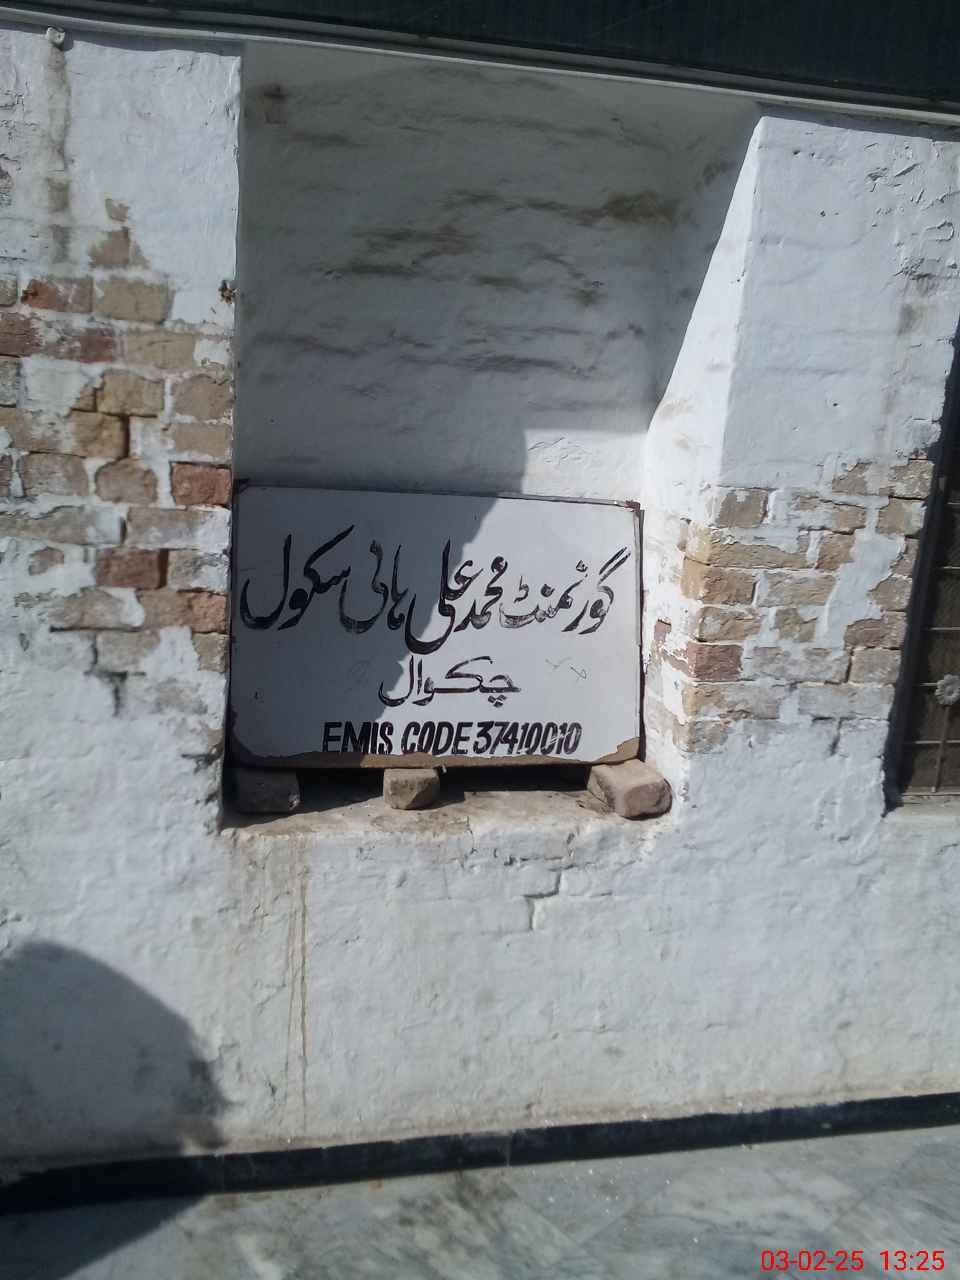 گورنمنٹ محمد علی ہائی سکول
چکوال
EMIS CODE 37410010
03-02-25 13:25